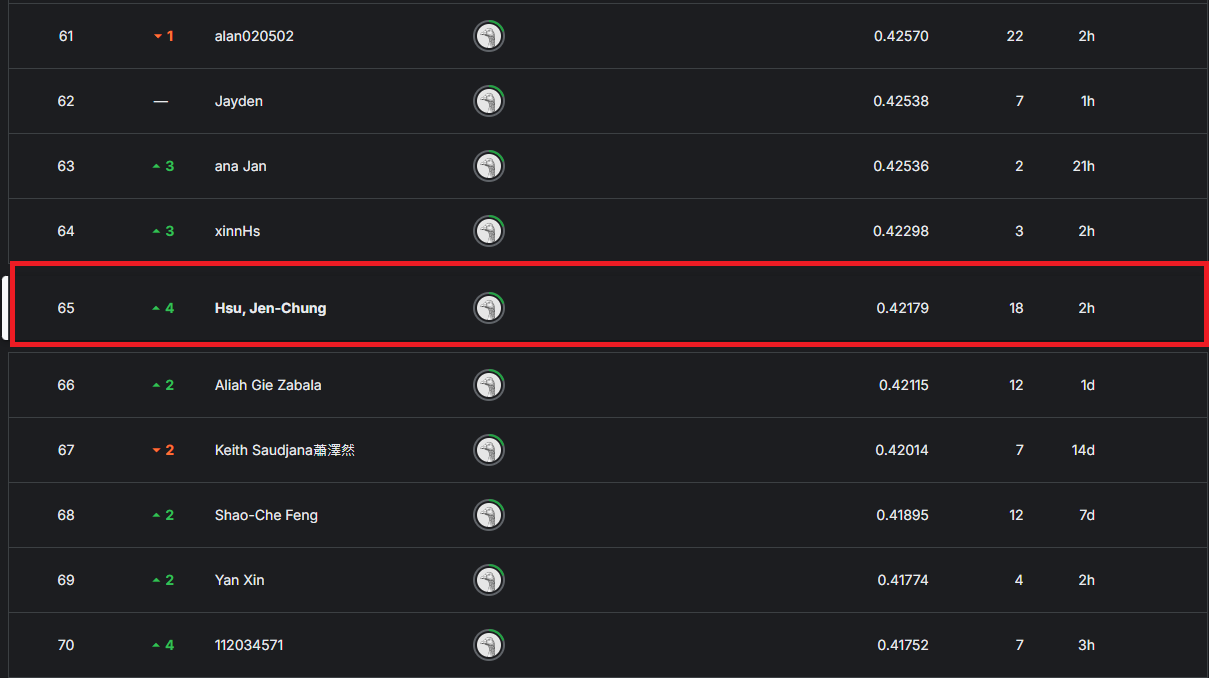 61 1 alan020502 0.42570 22 2h
62 — Jayden 0.42538 7 1h
63 3 ana Jan 0.42536 2 21h
64 3 xinnHs 0.42298 3 2h
65 4 Hsu, Jen-Chung 0.42179 18 2h
66 2 Aliah Gie Zabala 0.42115 12 1d
67 2 Keith Saudjana蕭澤然 0.42014 7 14d
68 2 Shao-Che Feng 0.41895 12 7d
69 2 Yan Xin 0.41774 4 2h
70 4 112034571 0.41752 7 3h